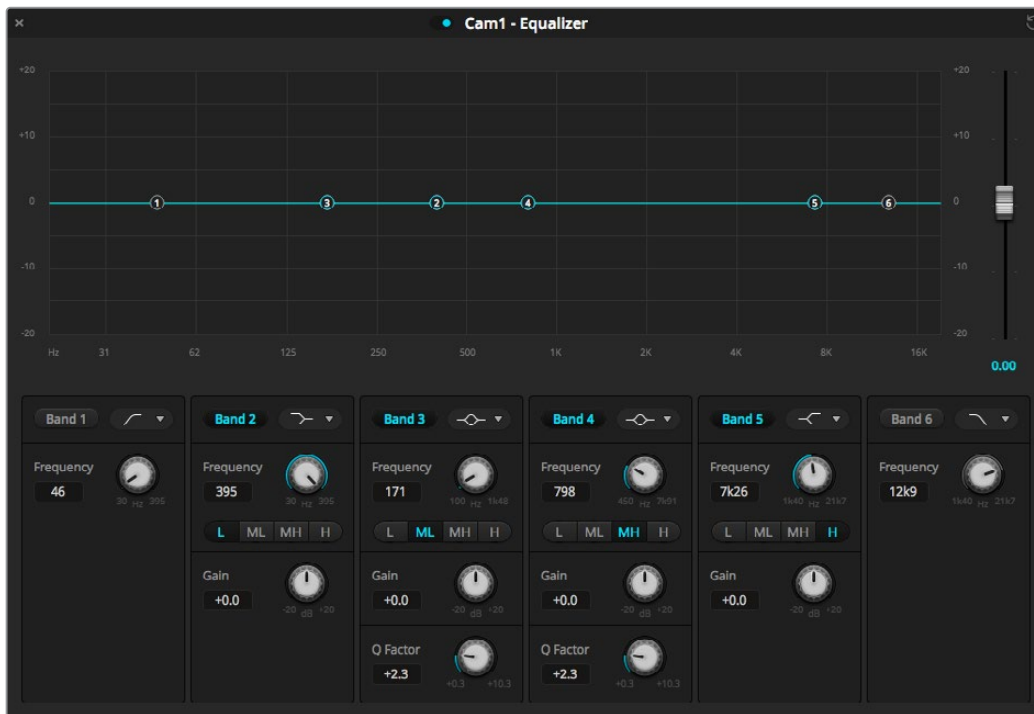 Cam1 - Equalizer
+20 +20
+10 +10
0 1 3 2 4 5 6 0
-10 -10
-20 -20
Hz 31 62 125 250 500 1K 2K 4K 8K 16K
0.00
Band 1 Band 2 Band 3 Band 4 Band 5 Band 6
Frequency Frequency Frequency Frequency Frequency Frequency
46 395 171 798 7k26 12k9
30 Hz 395 30 Hz 395 100 Hz 1k48 450 Hz 7k91 1k40 Hz 21k7 1k40 Hz 21k7
L ML MH H L ML MH H L ML MH H L ML MH H
Gain Gain Gain Gain
+0.0 +0.0 +0.0 +0.0
-20 dB +20 -20 dB +20 -20 dB +20 -20 dB +20
Q Factor Q Factor
+2.3 +2.3
+0.3 +10.3 +0.3 +10.3